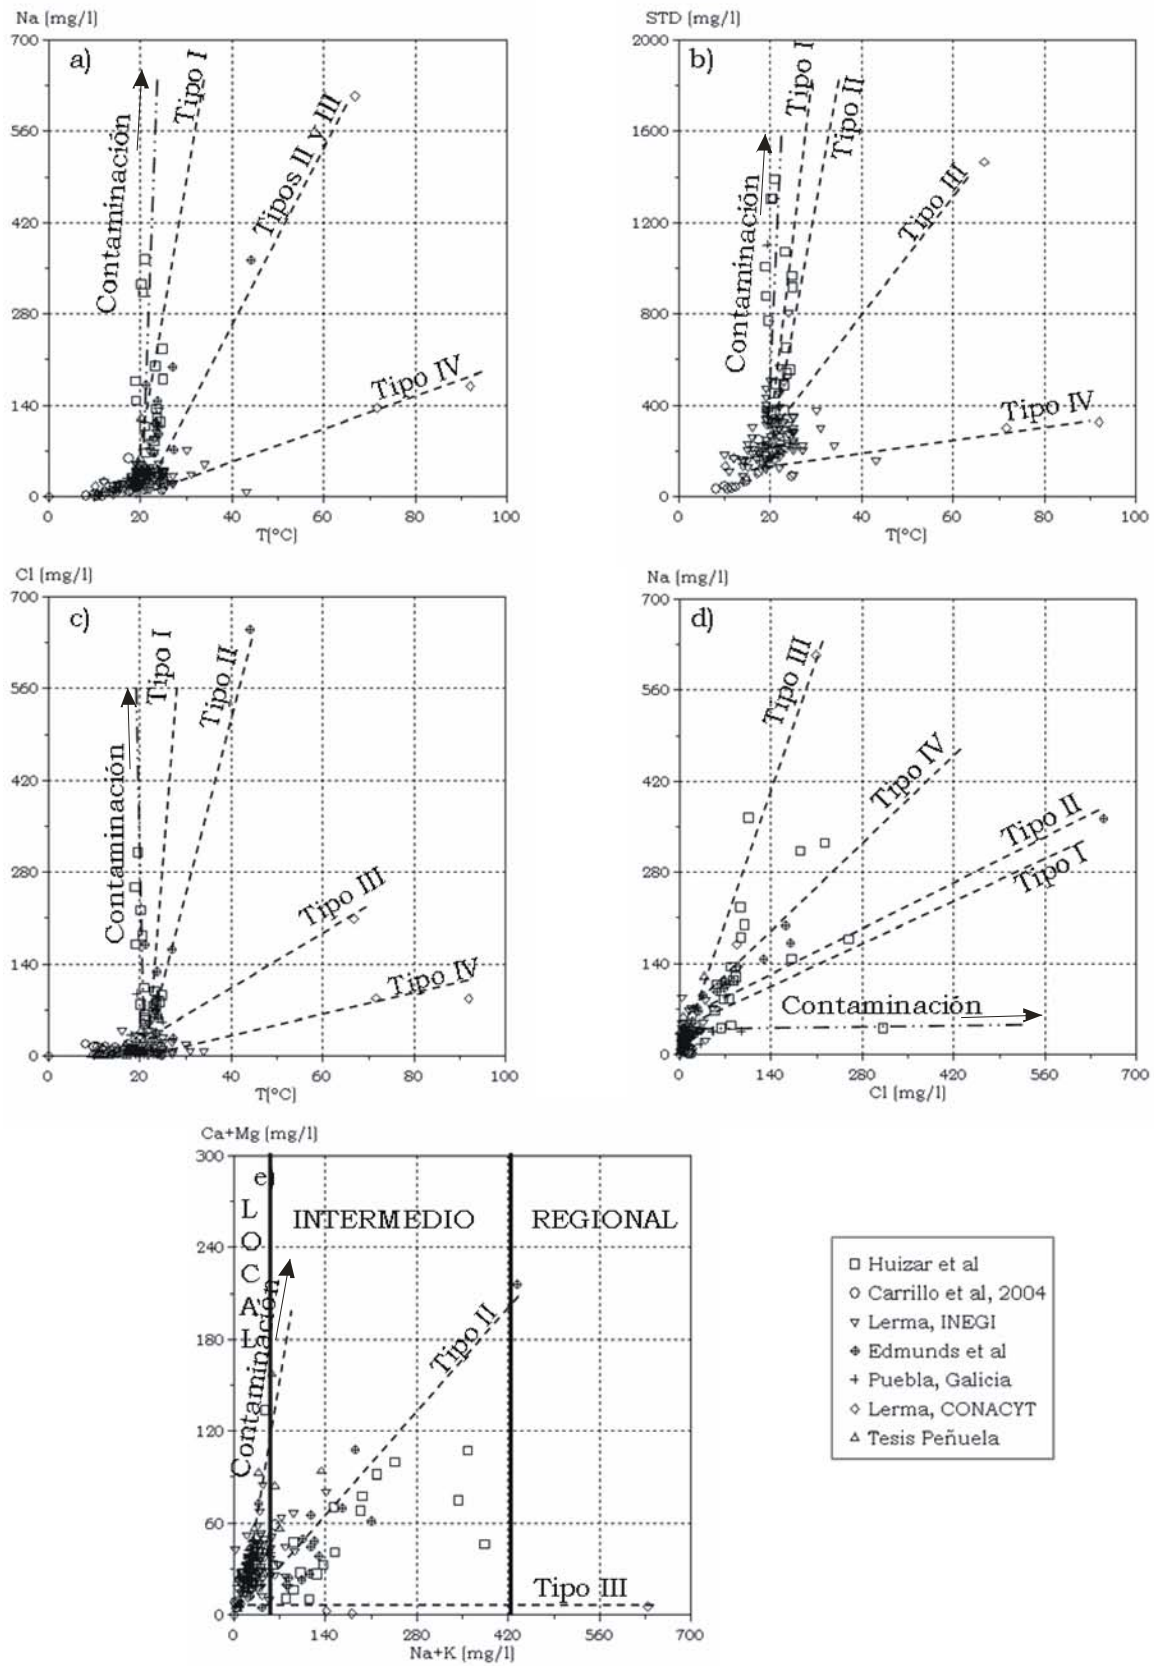 Na (mg/l)
700
560
420
280
140
0
a)
Contaminación
Tipo I
Tipos II y III
Tipo IV
0 20 40 60 80 100
T(°C)
STD (mg/l)
2000
1600
1200
800
400
0
b)
Contaminación
Tipo I
Tipo II
Tipo III
Tipo IV
0 20 40 60 80 100
T(°C)
Cl (mg/l)
700
560
420
280
140
0
c)
Contaminación
Tipo I
Tipo II
Tipo III
Tipo IV
0 20 40 60 80 100
T(°C)
Na (mg/l)
700
560
420
280
140
0
d)
Tipo III
Tipo IV
Tipo II
Tipo I
Contaminación
0 140 280 420 560 700
Cl (mg/l)
Ca+Mg (mg/l)
300
240
180
120
60
0
e)
LOCAL
INTERMEDIO
REGIONAL
Contaminación
Tipo II
Tipo III
0 140 280 420 560 700
Na+K (mg/l)
Huizar et al
Carrillo et al, 2004
Lerma, INEGI
Edmunds et al
Puebla, Galicia
Lerma, CONACYT
Tesis Peñuela